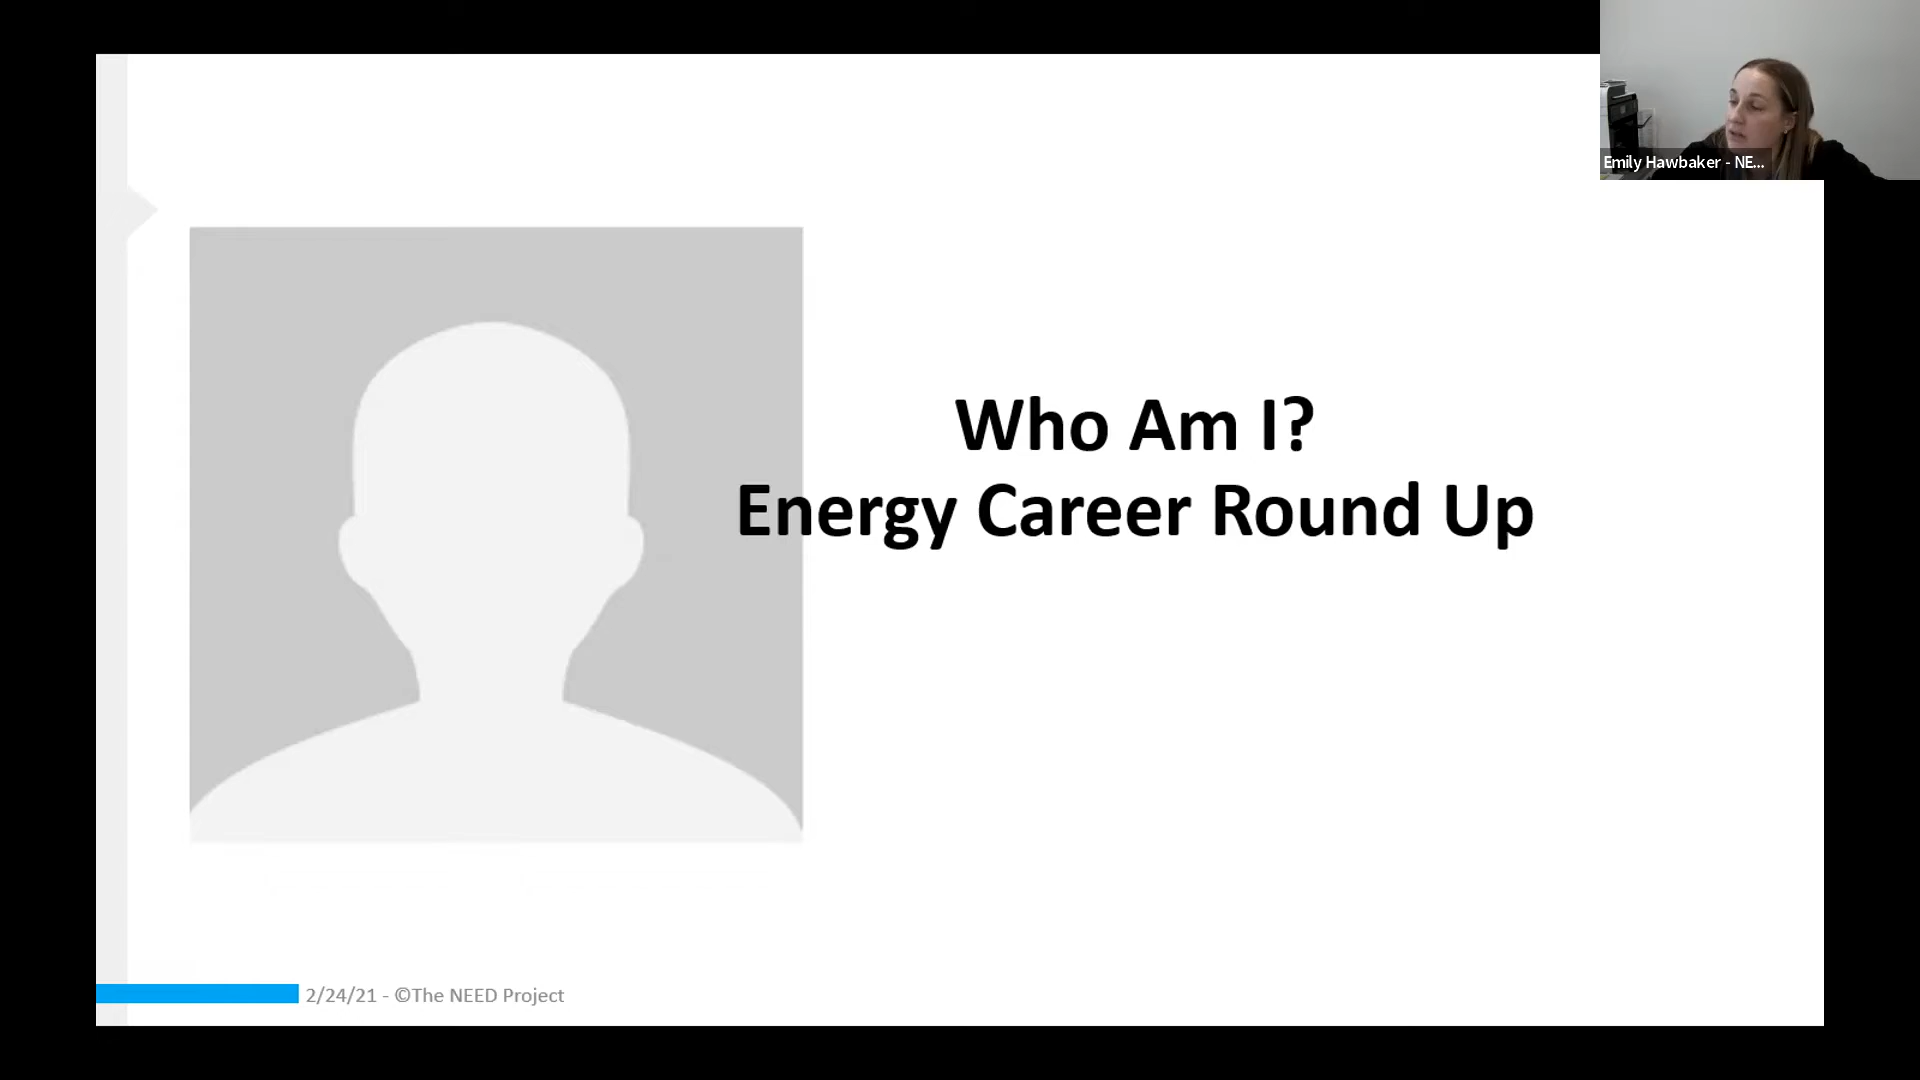 Emily Hawbaker - NE...
Who Am I?
Energy Career Round Up
2/24/21 - ©The NEED Project